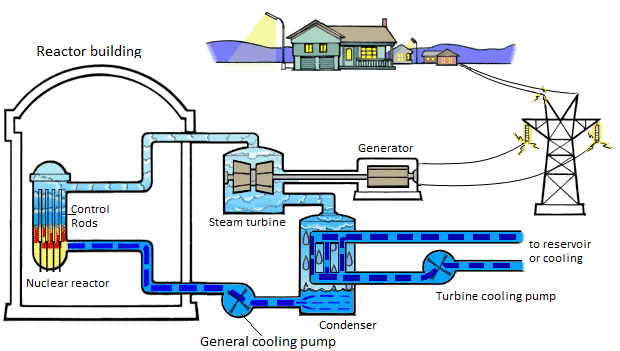 Reactor building
Generator
Control
Rods
Steam turbine
to reservoir
or cooling
Nuclear reactor
Turbine cooling pump
Condenser
General cooling pump